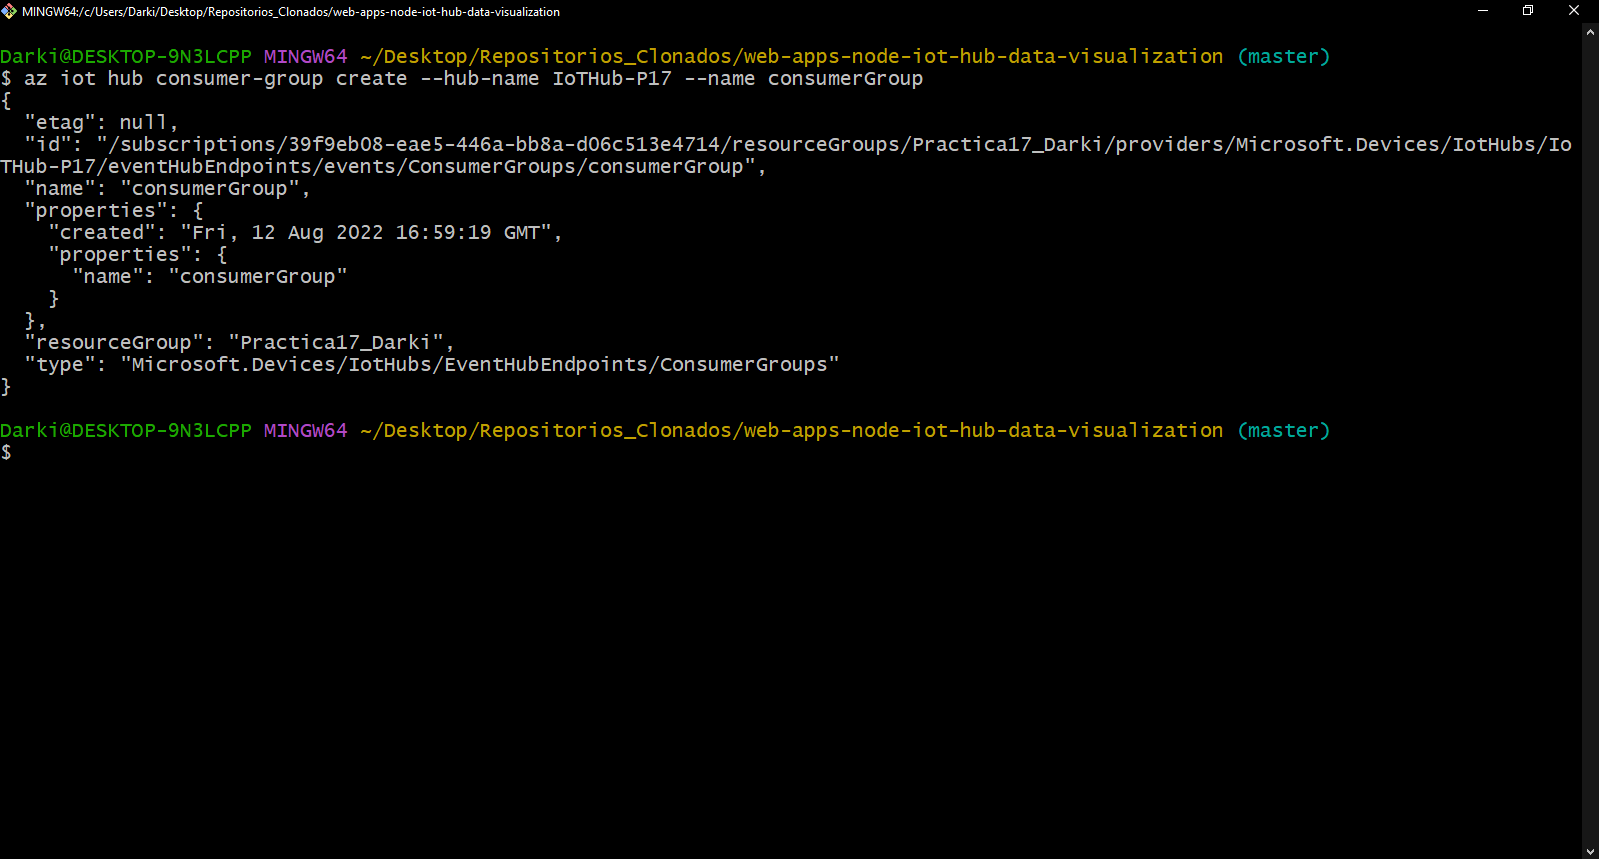 MINGW64:/c/Users/Darki/Desktop/Repositorios_Clonados/web-apps-node-iot-hub-data-visualization
Darki@DESKTOP-9N3LCPP MINGW64 ~/Desktop/Repositorios_Clonados/web-apps-node-iot-hub-data-visualization (master)
$ az iot hub consumer-group create --hub-name IoTHub-P17 --name consumerGroup
{
  "etag": null,
  "id": "/subscriptions/39f9eb08-eae5-446a-bb8a-d06c513e4714/resourceGroups/Practica17_Darki/providers/Microsoft.Devices/IotHubs/Io
THub-P17/eventHubEndpoints/events/ConsumerGroups/consumerGroup",
  "name": "consumerGroup",
  "properties": {
    "created": "Fri, 12 Aug 2022 16:59:19 GMT",
    "properties": {
      "name": "consumerGroup"
    }
  },
  "resourceGroup": "Practica17_Darki",
  "type": "Microsoft.Devices/IotHubs/EventHubEndpoints/ConsumerGroups"
}
Darki@DESKTOP-9N3LCPP MINGW64 ~/Desktop/Repositorios_Clonados/web-apps-node-iot-hub-data-visualization (master)
$